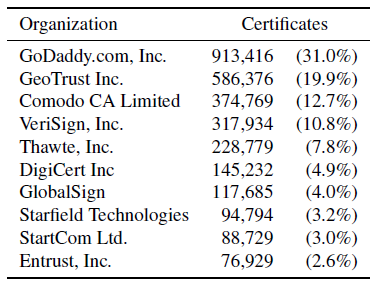 Organization Certificates
GoDaddy.com, Inc. 913,416 (31.0%)
GeoTrust Inc. 586,376 (19.9%)
Comodo CA Limited 374,769 (12.7%)
VeriSign, Inc. 317,934 (10.8%)
Thawte, Inc. 228,779 (7.8%)
DigiCert Inc 145,232 (4.9%)
GlobalSign 117,685 (4.0%)
Starfield Technologies 94,794 (3.2%)
StartCom Ltd. 88,729 (3.0%)
Entrust, Inc. 76,929 (2.6%)